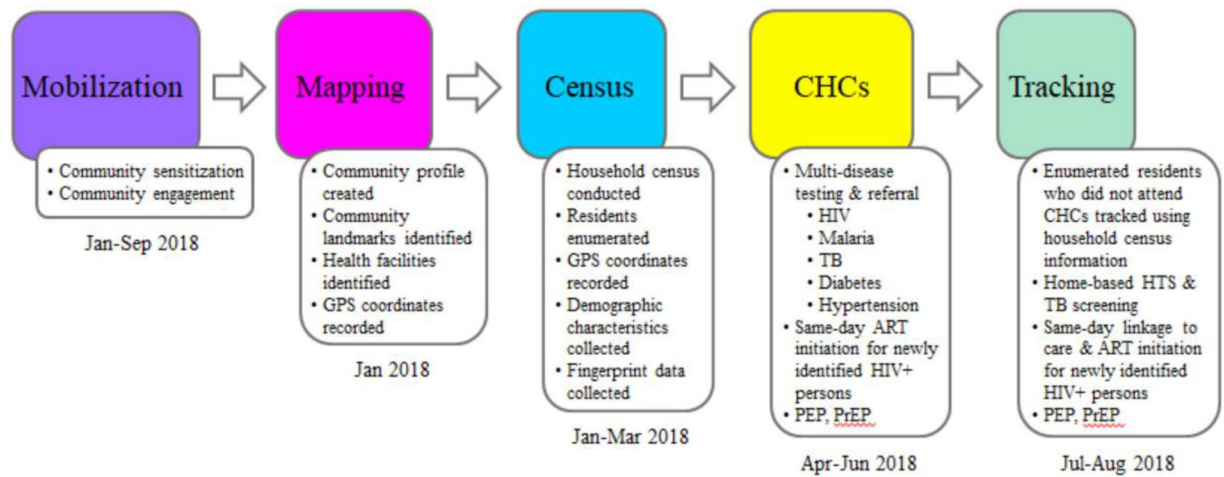 Mobilization
• Community sensitization
• Community engagement
Jan-Sep 2018
Mapping
• Community profile
created
• Community
landmarks identified
• Health facilities
identified
• GPS coordinates
recorded
Jan 2018
Census
• Household census
conducted
• Residents
enumerated
• GPS coordinates
recorded
• Demographic
characteristics
collected
• Fingerprint data
collected
Jan-Mar 2018
CHCs
• Multi-disease
testing & referral
• HIV
• Malaria
• TB
• Diabetes
• Hypertension
• Same-day ART
initiation for newly
identified HIV+
persons
• PEP, PrEP
Apr-Jun 2018
Tracking
• Enumerated residents
who did not attend
CHCs tracked using
household census
information
• Home-based HTS &
TB screening
• Same-day linkage to
care & ART initiation
for newly identified
HIV+ persons
• PEP, PrEP
Jul-Aug 2018